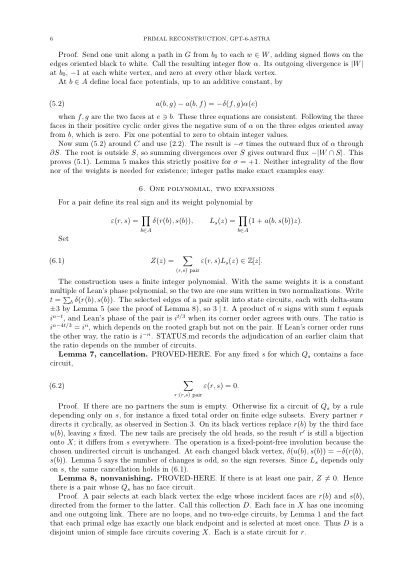 6 PRIMAL RECONSTRUCTION, GPT-6-ASTRA
Proof. Send one unit along a path in G from b₀ to each w ∈ W, adding signed flows on the
edges oriented black to white. Call the resulting integer flow α. Its outgoing divergence is |W|
at b₀, −1 at each white vertex, and zero at every other black vertex.
At b ∈ A define local face potentials, up to an additive constant, by
(5.2) a(b, g) − a(b, f) = −δ(f, g)α(e)
when f, g are the two faces at e ∋ b. These three equations are consistent. Following the three
faces in their positive cyclic order gives the negative sum of α on the three edges oriented away
from b, which is zero. Fix one potential to zero to obtain integer values.
Now sum (5.2) around C and use (2.2). The result is −σ times the outward flux of α through
∂S. The root is outside S, so summing divergences over S gives outward flux −|W ∩ S|. This
proves (5.1). Lemma 5 makes this strictly positive for σ = +1. Neither integrality of the flow
nor of the weights is needed for existence; integer paths make exact examples easy.
6. One polynomial, two expansions
For a pair define its real sign and its weight polynomial by
ε(r, s) = ∏_{b∈A} δ(r(b), s(b)), L_s(z) = ∏_{b∈A} (1 + a(b, s(b))z).
Set
(6.1) Z(z) = ∑_{(r,s) pair} ε(r, s)L_s(z) ∈ ℤ[z].
The construction uses a finite integer polynomial. With the same weights it is a constant
multiple of Lean's phase polynomial, so the two are one sum written in two normalizations. Write
t = ∑_b δ(r(b), s(b)). The selected edges of a pair split into state circuits, each with delta-sum
±3 by Lemma 5 (see the proof of Lemma 8), so 3 | t. A product of n signs with sum t equals
i^{n−t}, and Lean's phase of the pair is i^{t/3} when its corner order agrees with ours. The ratio is
i^{n−4t/3} = i^n, which depends on the rooted graph but not on the pair. If Lean's corner order runs
the other way, the ratio is i^{−n}. STATUS.md records the adjudication of an earlier claim that
the ratio depends on the number of circuits.
Lemma 7, cancellation. PROVED-HERE. For any fixed s for which Q_s contains a face
circuit,
(6.2) ∑_{r:(r,s) pair} ε(r, s) = 0.
Proof. If there are no partners the sum is empty. Otherwise fix a circuit of Q_s by a rule
depending only on s, for instance a fixed total order on finite edge subsets. Every partner r
directs it cyclically, as observed in Section 3. On its black vertices replace r(b) by the third face
u(b), leaving s fixed. The new tails are precisely the old heads, so the result r′ is still a bijection
onto X; it differs from s everywhere. The operation is a fixed-point-free involution because the
chosen undirected circuit is unchanged. At each changed black vertex, δ(u(b), s(b)) = −δ(r(b),
s(b)). Lemma 5 says the number of changes is odd, so the sign reverses. Since L_s depends only
on s, the same cancellation holds in (6.1).
Lemma 8, nonvanishing. PROVED-HERE. If there is at least one pair, Z ≠ 0. Hence
there is a pair whose Q_s has no face circuit.
Proof. A pair selects at each black vertex the edge whose incident faces are r(b) and s(b),
directed from the former to the latter. Call this collection D. Each face in X has one incoming
and one outgoing link. There are no loops, and no two-edge circuits, by Lemma 1 and the fact
that each primal edge has exactly one black endpoint and is selected at most once. Thus D is a
disjoint union of simple face circuits covering X. Each is a state circuit for r.